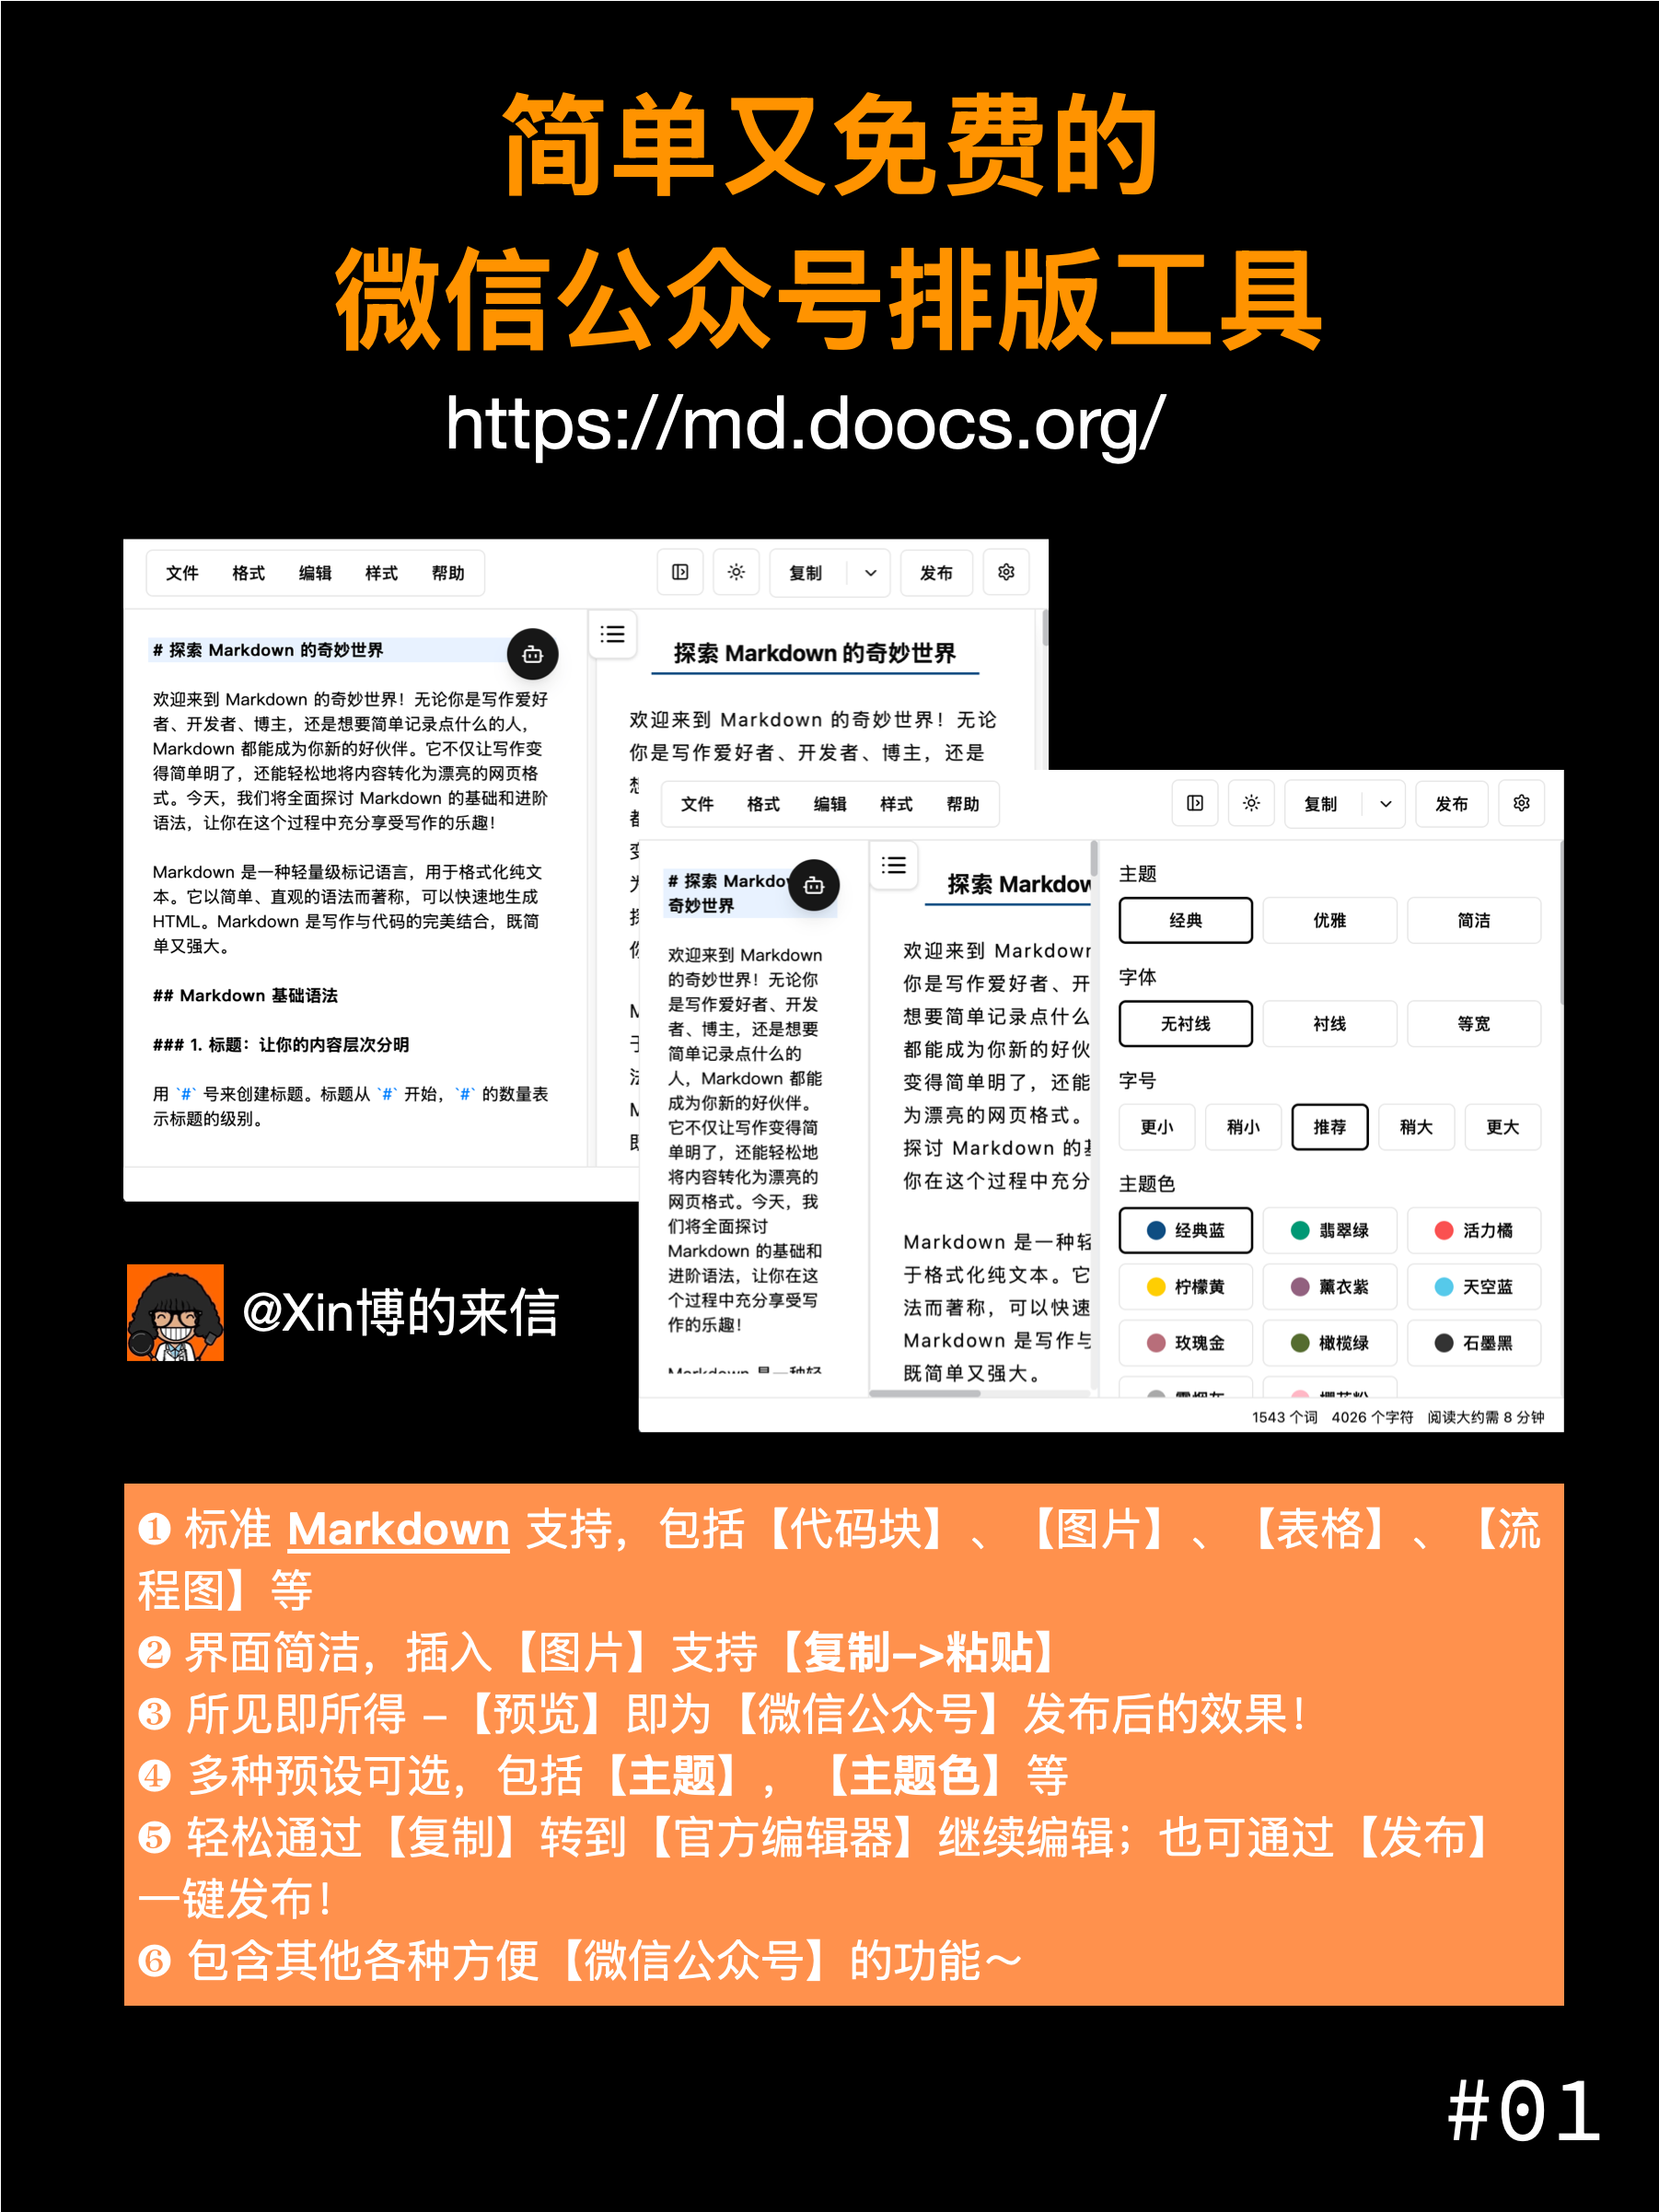 简单又免费的
微信公众号排版工具
https://md.doocs.org/
文件 格式 编辑 样式 帮助 复制 发布
# 探索 Markdown 的奇妙世界
欢迎来到 Markdown 的奇妙世界！无论你是写作爱好
者、开发者、博主，还是想要简单记录点什么的人，
Markdown 都能成为你新的好伙伴。它不仅让写作变
得简单明了，还能轻松地将内容转化为漂亮的网页格
式。今天，我们将全面探讨 Markdown 的基础和进阶
语法，让你在这个过程中充分享受写作的乐趣！
Markdown 是一种轻量级标记语言，用于格式化纯文
本。它以简单、直观的语法而著称，可以快速地生成
HTML。Markdown 是写作与代码的完美结合，既简
单又强大。
## Markdown 基础语法
### 1. 标题：让你的内容层次分明
用 `#` 号来创建标题。标题从 `#` 开始，`#` 的数量表
示标题的级别。
探索 Markdown 的奇妙世界
欢迎来到 Markdown 的奇妙世界！无论
你是写作爱好者、开发者、博主，还是
文件 格式 编辑 样式 帮助 复制 发布
# 探索 Markdo
奇妙世界
欢迎来到 Markdown
的奇妙世界！无论你
是写作爱好者、开发
者、博主，还是想要
简单记录点什么的
人，Markdown 都能
成为你新的好伙伴。
它不仅让写作变得简
单明了，还能轻松地
将内容转化为漂亮的
网页格式。今天，我
们将全面探讨
Markdown 的基础和
进阶语法，让你在这
个过程中充分享受写
作的乐趣！
Markdown 是一种轻
探索 Markdow
欢迎来到 Markdown
你是写作爱好者、开
想要简单记录点什么
都能成为你新的好伙
变得简单明了，还能
为漂亮的网页格式。
探讨 Markdown 的基
你在这个过程中充分
Markdown 是一种轻
于格式化纯文本。它
法而著称，可以快速
Markdown 是写作与
既简单又强大。
主题
经典 优雅 简洁
字体
无衬线 衬线 等宽
字号
更小 稍小 推荐 稍大 更大
主题色
经典蓝 翡翠绿 活力橘
柠檬黄 薰衣紫 天空蓝
玫瑰金 橄榄绿 石墨黑
1543 个词 4026 个字符 阅读大约需 8 分钟
@Xin博的来信
❶ 标准 Markdown 支持，包括【代码块】、【图片】、【表格】、【流
程图】等
❷ 界面简洁，插入【图片】支持【复制->粘贴】
❸ 所见即所得 –【预览】即为【微信公众号】发布后的效果！
❹ 多种预设可选，包括【主题】，【主题色】等
❺ 轻松通过【复制】转到【官方编辑器】继续编辑；也可通过【发布】
一键发布！
❻ 包含其他各种方便【微信公众号】的功能～
#01